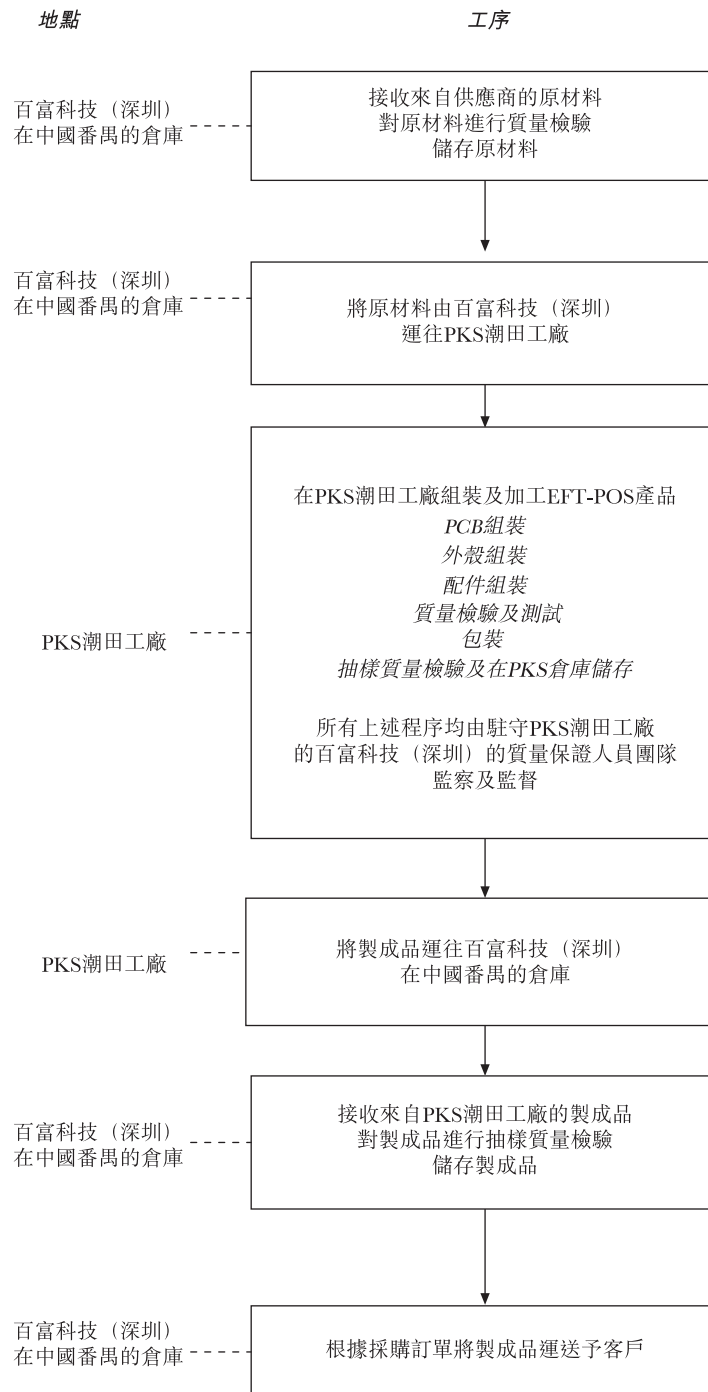 地點
工序
百富科技（深圳）
在中國番禺的倉庫
接收來自供應商的原材料
對原材料進行質量檢驗
儲存原材料
百富科技（深圳）
在中國番禺的倉庫
將原材料由百富科技（深圳）
運往PKS潮田工廠
PKS潮田工廠
在PKS潮田工廠組裝及加工EFT-POS產品
PCB組裝
外殼組裝
配件組裝
質量檢驗及測試
包裝
抽樣質量檢驗及在PKS倉庫儲存
所有上述程序均由駐守PKS潮田工廠
的百富科技（深圳）的質量保證人員團隊
監察及監督
PKS潮田工廠
將製成品運往百富科技（深圳）
在中國番禺的倉庫
百富科技（深圳）
在中國番禺的倉庫
接收來自PKS潮田工廠的製成品
對製成品進行抽樣質量檢驗
儲存製成品
百富科技（深圳）
在中國番禺的倉庫
根據採購訂單將製成品運送予客戶